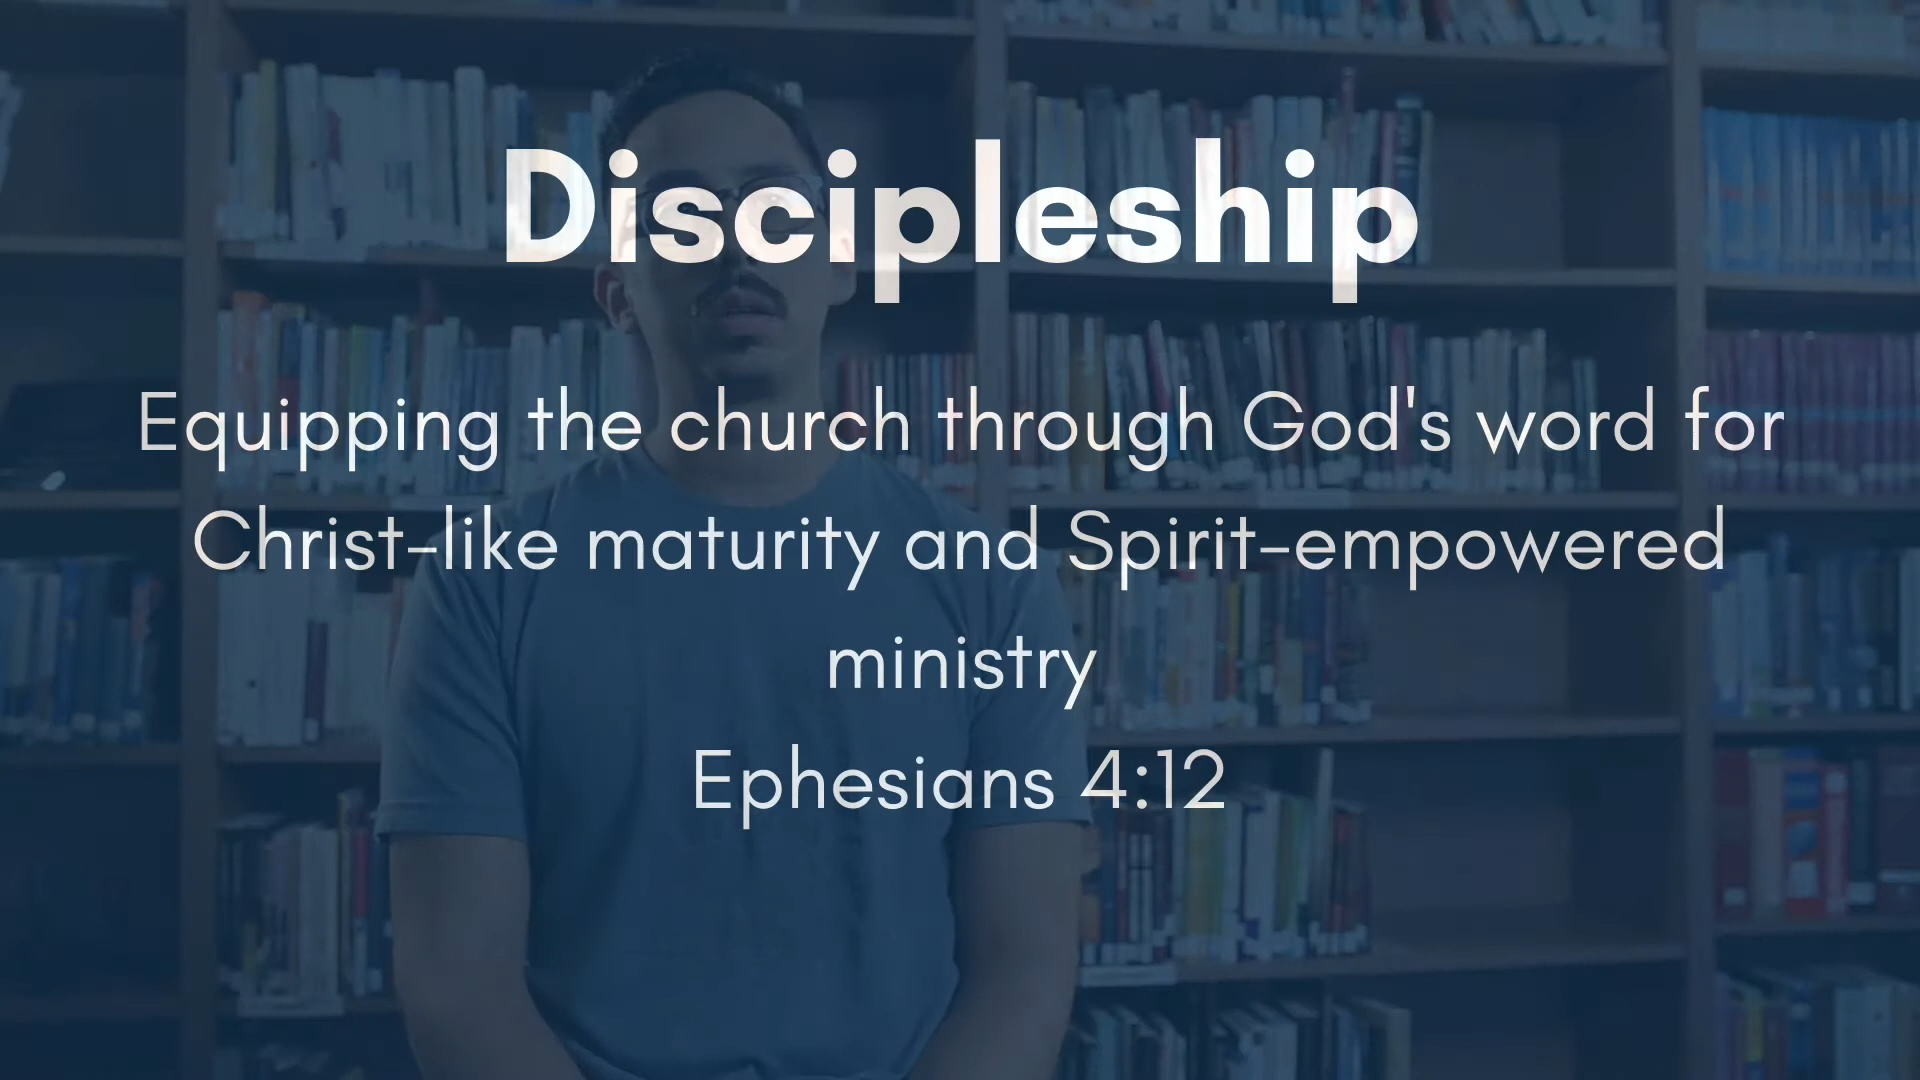 Discipleship
Equipping the church through God's word for
Christ-like maturity and Spirit-empowered
ministry
Ephesians 4:12